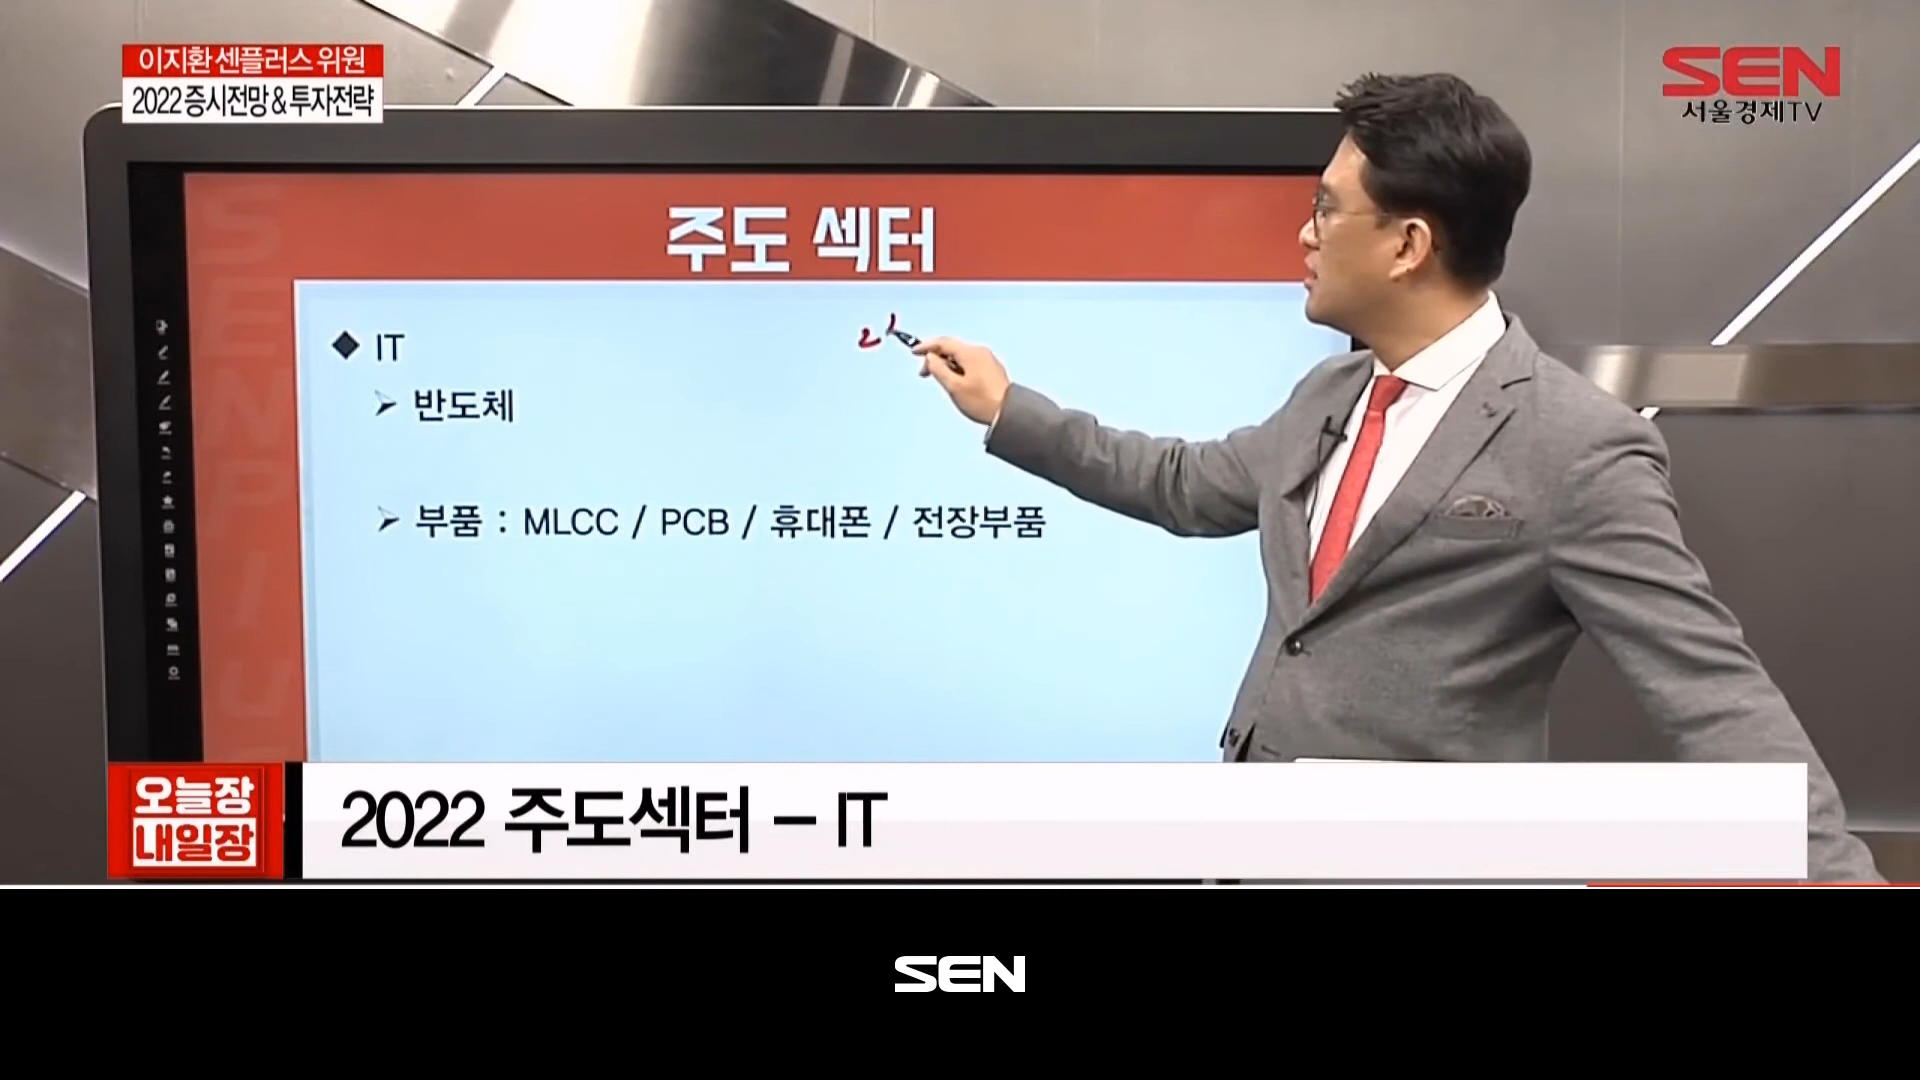 이지환 센플러스 위원
2022 증시전망 & 투자전략
SEN
서울경제TV
주도 섹터
◆ IT
➢ 반도체
➢ 부품 : MLCC / PCB / 휴대폰 / 전장부품
SENPLU
오늘장
내일장
2022 주도섹터 – IT
SEN